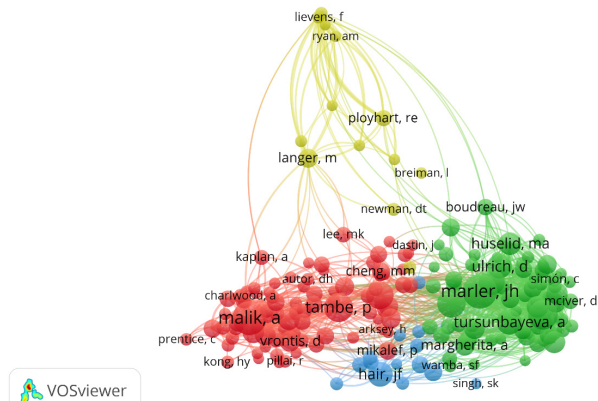 lievens, f
ryan, am
ployhart, re
langer, m
breiman, l
newman, dt
boudreau, jw
lee, mk
dastin, j
huselid, ma
kaplan, a
cheng, mm
ulrich, d
autor, dh
simón, c
charlwood, a
marler, jh
mciver, d
tambe, p
malik, a
tursunbayeva, a
arksey, h
prentice, c
vrontis, d
mikalef, p
margherita, a
kong, hy
pillai, r
wamba, sf
hair, jf
singh, sk
VOSviewer